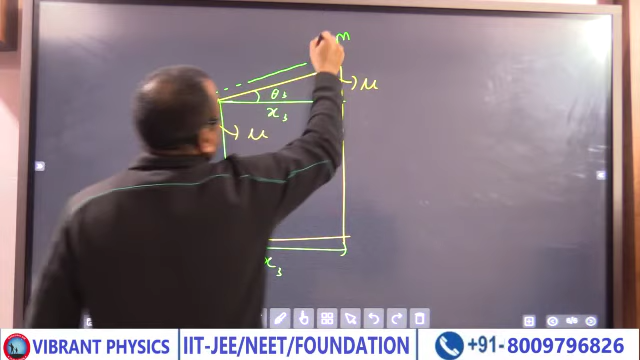 M
θ₃
x₃
μ
μ
x₃
VIBRANT PHYSICS
IIT-JEE/NEET/FOUNDATION
+91-8009796826